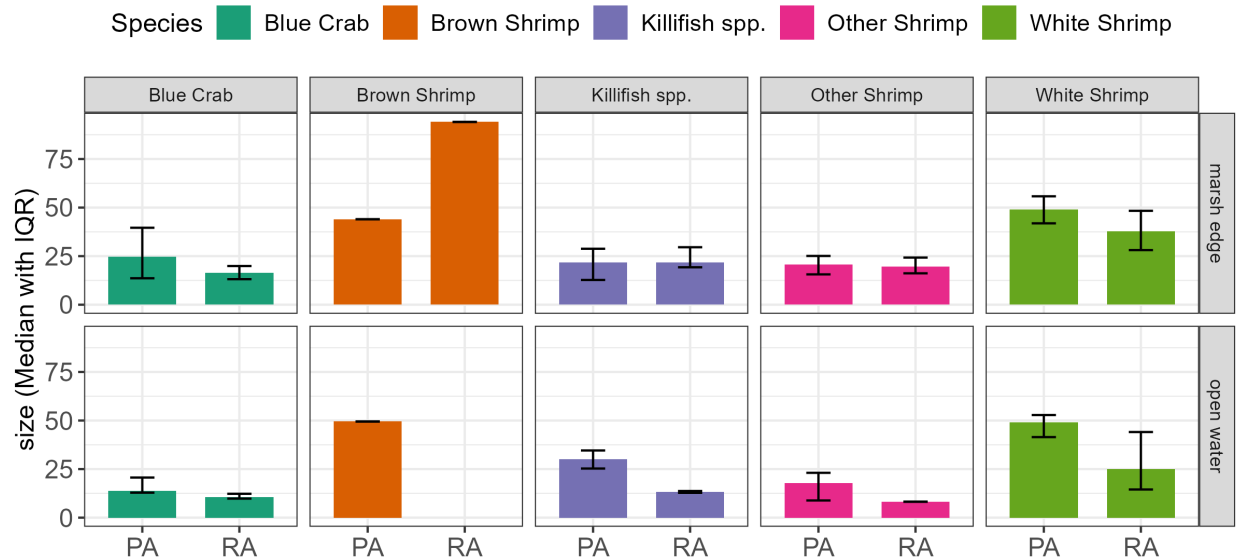 Species Blue Crab Brown Shrimp Killifish spp. Other Shrimp White Shrimp
Blue Crab Brown Shrimp Killifish spp. Other Shrimp White Shrimp
size (Median with IQR)
75
50
25
0
marsh edge
75
50
25
0
open water
PA RA PA RA PA RA PA RA PA RA